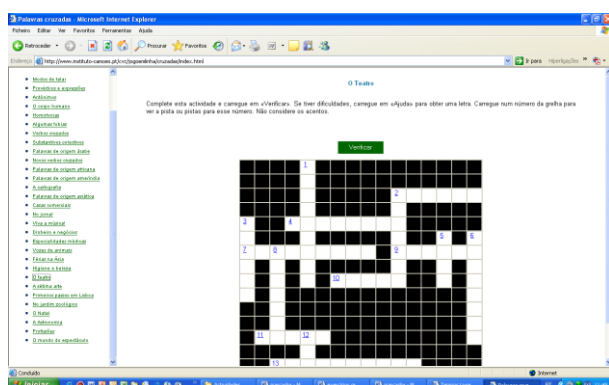 Palavras cruzadas - Microsoft Internet Explorer
Ficheiro Editar Ver Favoritos Ferramentas Ajuda
Retroceder Procurar Favoritos
Endereço http://www.instituto-camoes.pt/cvc/jogoemlinha/cruzadas/index.html Ir para Hiperligações
Modos de falar
Provérbios e expressões
Antónimos
O corpo humano
Homófonas
Algumas festas
Verbos cruzados
Substantivos colectivos
Palavras de origem árabe
Novos verbos cruzados
Palavras de origem africana
Palavras de origem ameríndia
A cartografia
Palavras de origem asiática
Casas comerciais
No jornal
Viva a música!
Dinheiro e negócios
Especialidades médicas
Vozes de animais
Férias na Ásia
Higiene e beleza
O Teatro
A sétima arte
Primeiros passos em Lisboa
No jardim zoológico
O Natal
A Astronomia
Profissões
O mundo do espectáculo
O Teatro
Complete esta actividade e carregue em «Verificar». Se tiver dificuldades, carregue em «Ajuda» para obter uma letra. Carregue num número da grelha para
ver a pista ou pistas para esse número. Não considere os acentos.
Verificar
1
2
3 4
5 6
7 8 9
10
11 12
13
Concluído Internet
Iniciar